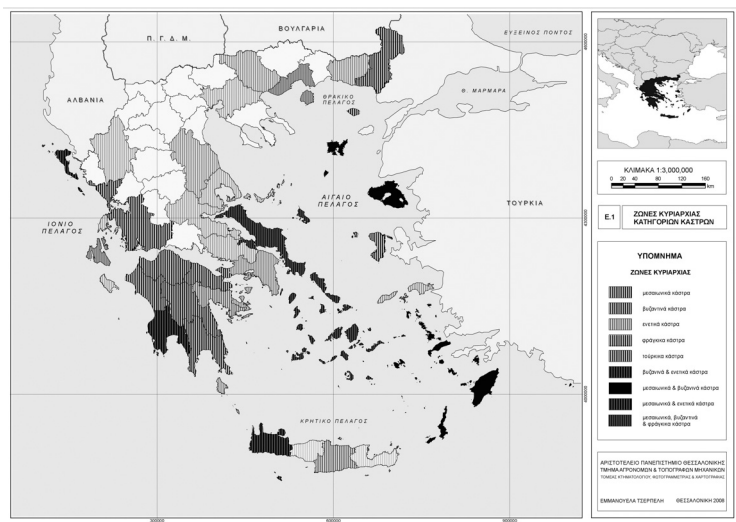 Π. Γ. Δ. Μ.
ΒΟΥΛΓΑΡΙΑ
ΕΥΞΕΙΝΟΣ ΠΟΝΤΟΣ
ΑΛΒΑΝΙΑ
ΘΡΑΚΙΚΟ
ΠΕΛΑΓΟΣ
Θ. ΜΑΡΜΑΡΑ
ΑΙΓΑΙΟ
ΠΕΛΑΓΟΣ
ΤΟΥΡΚΙΑ
ΙΟΝΙΟ
ΠΕΛΑΓΟΣ
ΚΡΗΤΙΚΟ ΠΕΛΑΓΟΣ
ΚΛΙΜΑΚΑ 1:3,000,000
0 20 40 80 120 160
km
Ε.1
ΖΩΝΕΣ ΚΥΡΙΑΡΧΙΑΣ
ΚΑΤΗΓΟΡΙΩΝ ΚΑΣΤΡΩΝ
ΥΠΟΜΝΗΜΑ
ΖΩΝΕΣ ΚΥΡΙΑΡΧΙΑΣ
μεσαιωνικά κάστρα
βυζαντινά κάστρα
ενετικά κάστρα
φράγκικα κάστρα
τούρκικα κάστρα
βυζαντινά & ενετικά κάστρα
μεσαιωνικά & βυζαντινά κάστρα
μεσαιωνικά & ενετικά κάστρα
μεσαιωνικά, βυζαντινά
& φράγκικα κάστρα
ΑΡΙΣΤΟΤΕΛΕΙΟ ΠΑΝΕΠΙΣΤΗΜΙΟ ΘΕΣΣΑΛΟΝΙΚΗΣ
ΤΜΗΜΑ ΑΓΡΟΝΟΜΩΝ & ΤΟΠΟΓΡΑΦΩΝ ΜΗΧΑΝΙΚΩΝ
ΤΟΜΕΑΣ ΚΤΗΜΑΤΟΛΟΓΙΟΥ, ΦΩΤΟΓΡΑΜΜΕΤΡΙΑΣ & ΧΑΡΤΟΓΡΑΦΙΑΣ
ΕΜΜΑΝΟΥΕΛΑ ΤΣΕΡΠΕΛΗ ΘΕΣΣΑΛΟΝΙΚΗ 2008